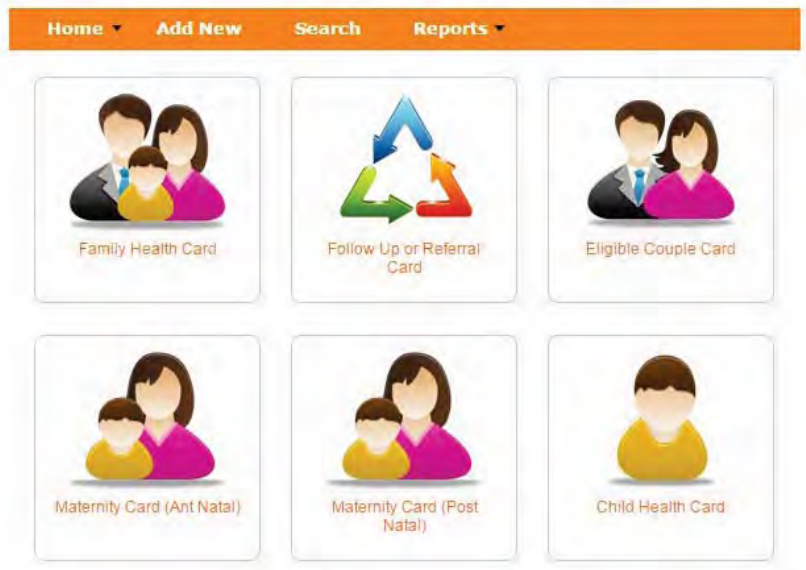 Home Add New Search Reports
Family Health Card
Follow Up or Referral
Card
Eligible Couple Card
Maternity Card (Ant Natal)
Maternity Card (Post
Natal)
Child Health Card